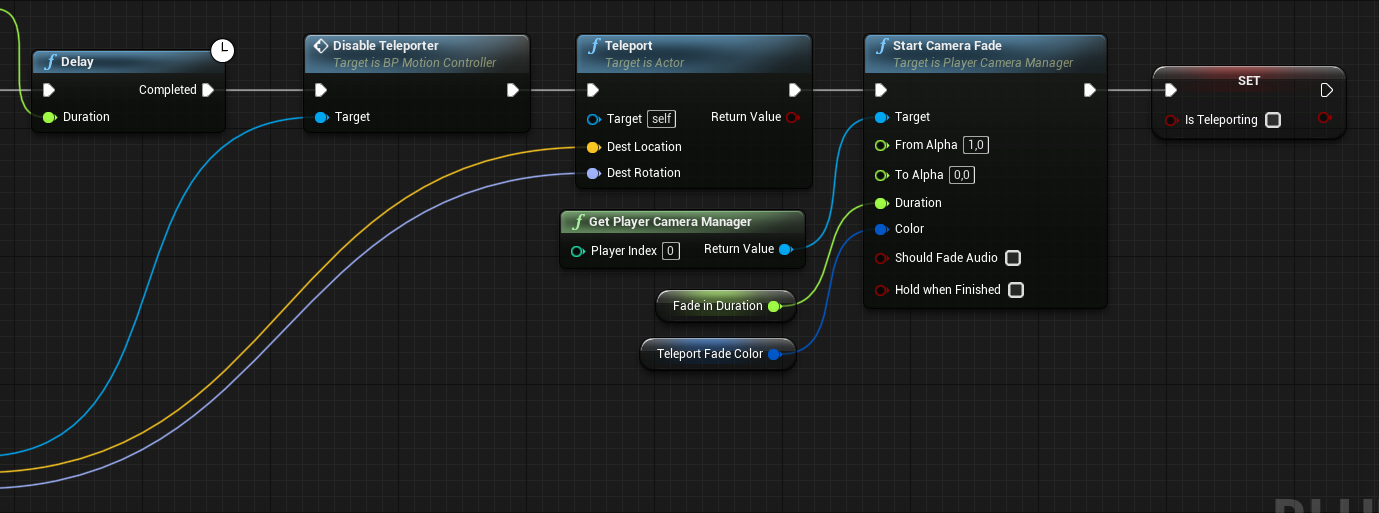 Delay
Completed
Duration
Disable Teleporter
Target is BP Motion Controller
Target
Teleport
Target is Actor
Target self
Return Value
Dest Location
Dest Rotation
Get Player Camera Manager
Player Index 0
Return Value
Fade in Duration
Teleport Fade Color
Start Camera Fade
Target is Player Camera Manager
Target
From Alpha 1,0
To Alpha 0,0
Duration
Color
Should Fade Audio
Hold when Finished
SET
Is Teleporting